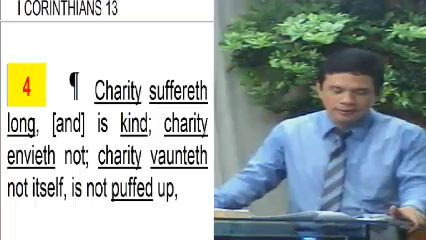 I CORINTHIANS 13
4 ¶ Charity suffereth
long, [and] is kind; charity
envieth not; charity vaunteth
not itself, is not puffed up,